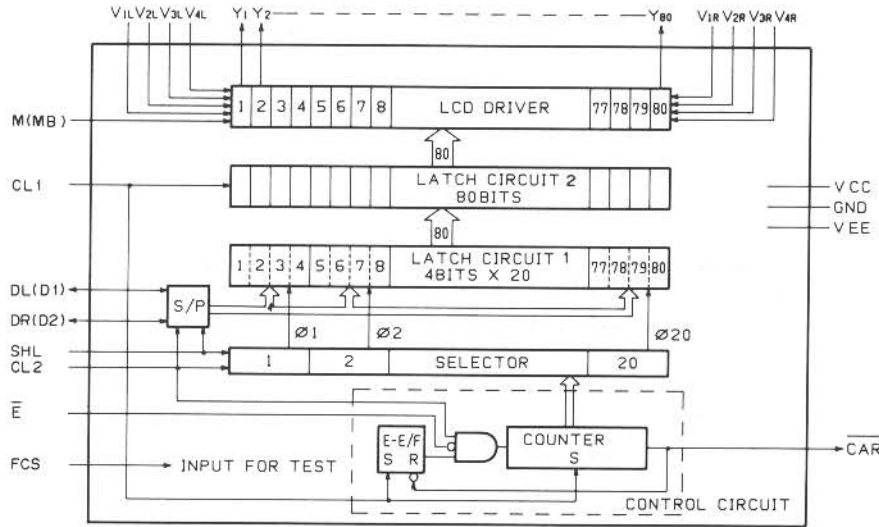 V1L V2L V3L V4L Y1 Y2 Y80 V1R V2R V3R V4R
1 2 3 4 5 6 7 8 LCD DRIVER 77 78 79 80
M(MB)
80
CL1
LATCH CIRCUIT 2
80BITS
VCC
GND
VEE
80
1 2 3 4 5 6 7 8 LATCH CIRCUIT 1 77 78 79 80
4BITS X 20
DL(D1)
S/P
DR(D2)
Ø1 Ø2 Ø20
SHL
CL2
1 2 SELECTOR 20
E̅
E-E/F
S R
COUNTER
S
C̅A̅R̅
FCS
INPUT FOR TEST
CONTROL CIRCUIT